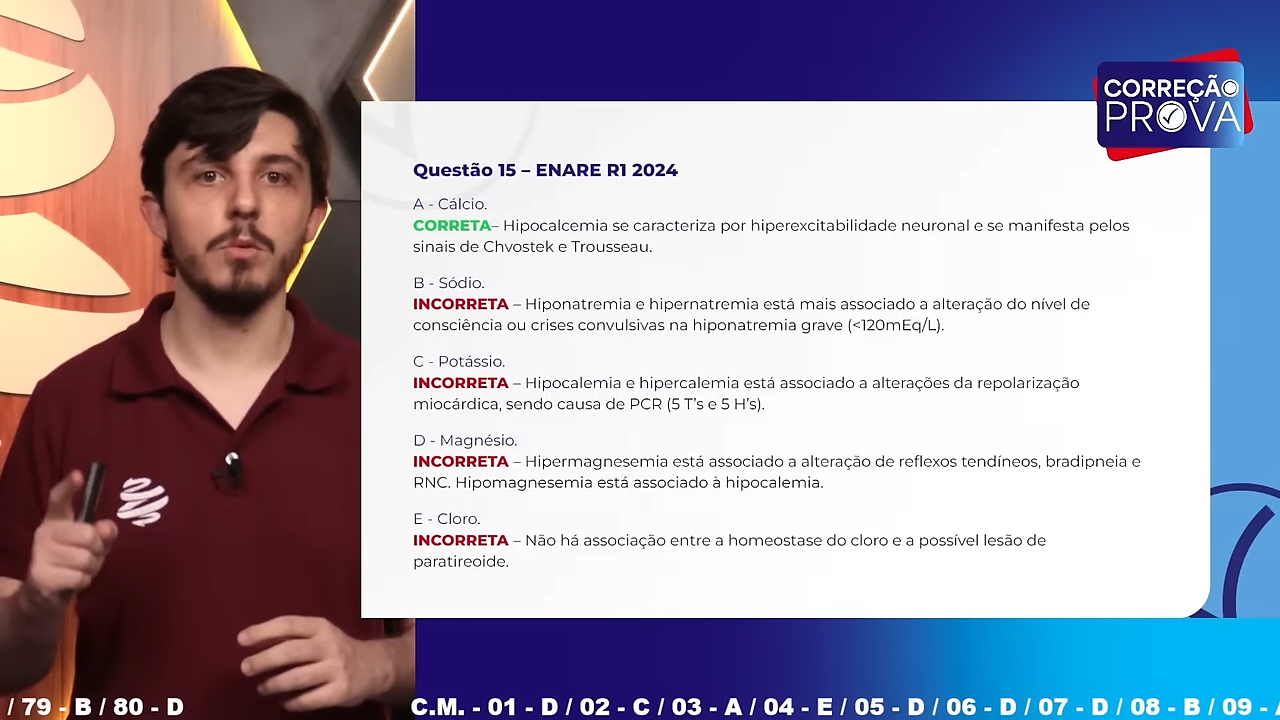 CORREÇÃO
PROVA
Questão 15 – ENARE R1 2024
A - Cálcio.
CORRETA– Hipocalcemia se caracteriza por hiperexcitabilidade neuronal e se manifesta pelos
sinais de Chvostek e Trousseau.
B - Sódio.
INCORRETA – Hiponatremia e hipernatremia está mais associado a alteração do nível de
consciência ou crises convulsivas na hiponatremia grave (<120mEq/L).
C - Potássio.
INCORRETA – Hipocalemia e hipercalemia está associado a alterações da repolarização
miocárdica, sendo causa de PCR (5 T's e 5 H's).
D - Magnésio.
INCORRETA – Hipermagnesemia está associado a alteração de reflexos tendíneos, bradipneia e
RNC. Hipomagnesemia está associado à hipocalemia.
E - Cloro.
INCORRETA – Não há associação entre a homeostase do cloro e a possível lesão de
paratireoide.
/ 79 - B / 80 - D C.M. - 01 - D / 02 - C / 03 - A / 04 - E / 05 - D / 06 - D / 07 - D / 08 - B / 09 -